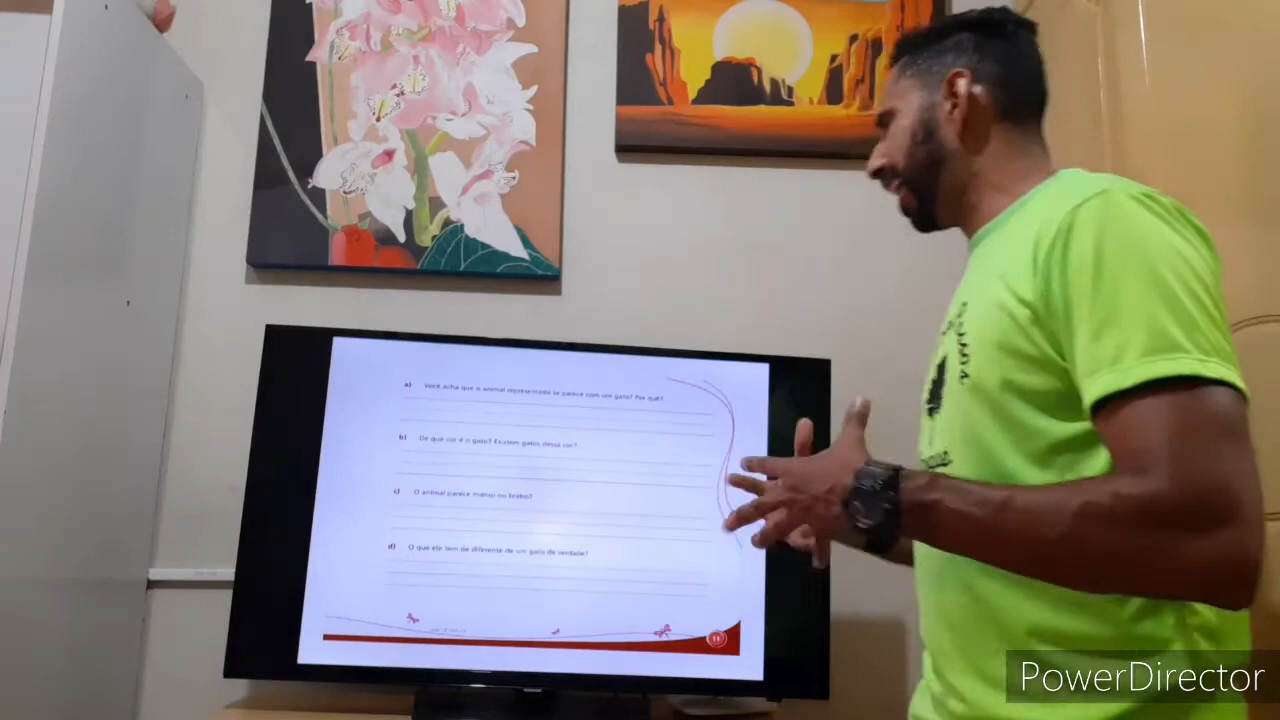 a) Você acha que o animal representado se parece com um gato? Por quê?
b) De que cor é o gato? Existem gatos dessa cor?
c) O animal parece manso ou brabo?
d) O que ele tem de diferente de um gato de verdade?
11
PowerDirector